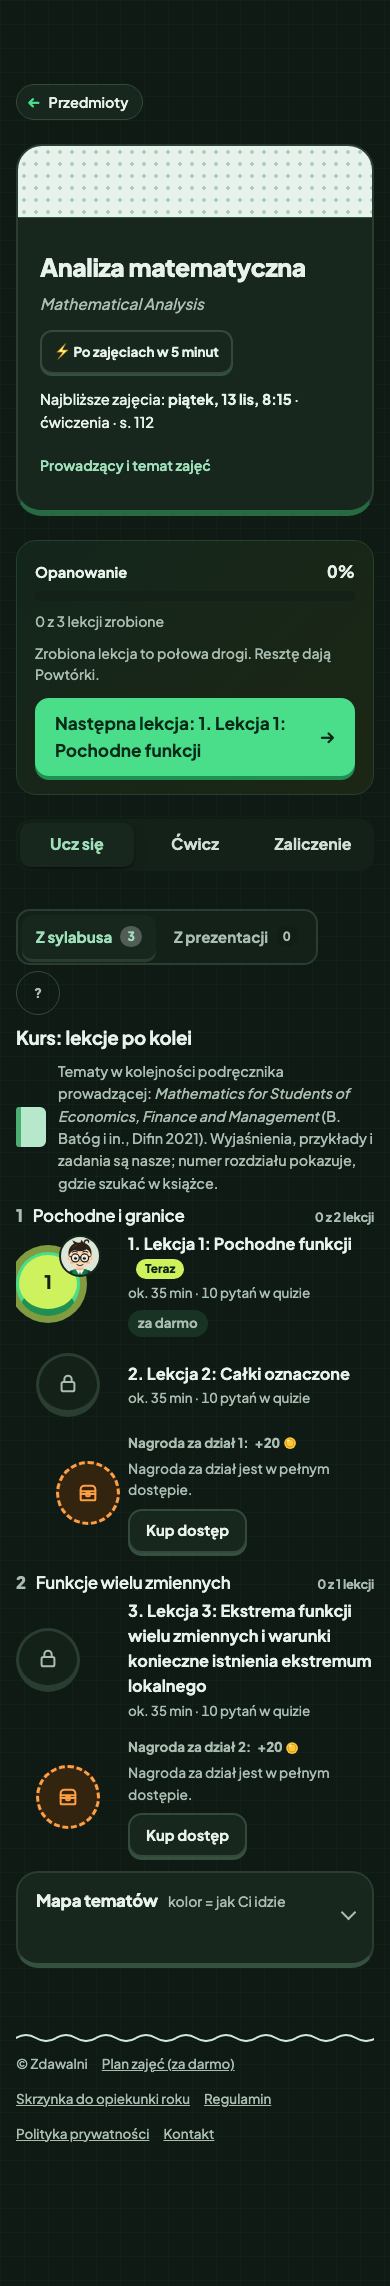 ← Przedmioty
Analiza matematyczna
Mathematical Analysis
⚡ Po zajęciach w 5 minut
Najbliższe zajęcia: piątek, 13 lis, 8:15 ·
ćwiczenia · s. 112
Prowadzący i temat zajęć
Opanowanie 0%
0 z 3 lekcji zrobione
Zrobiona lekcja to połowa drogi. Resztę dają
Powtórki.
Następna lekcja: 1. Lekcja 1:
Pochodne funkcji →
Ucz się Ćwicz Zaliczenie
Z sylabusa 3 Z prezentacji 0
?
Kurs: lekcje po kolei
Tematy w kolejności podręcznika
prowadzącej: Mathematics for Students of
Economics, Finance and Management (B.
Batóg i in., Difin 2021). Wyjaśnienia, przykłady i
zadania są nasze; numer rozdziału pokazuje,
gdzie szukać w książce.
1 Pochodne i granice 0 z 2 lekcji
1
1. Lekcja 1: Pochodne funkcji
Teraz
ok. 35 min · 10 pytań w quizie
za darmo
2. Lekcja 2: Całki oznaczone
ok. 35 min · 10 pytań w quizie
Nagroda za dział 1: +20
Nagroda za dział jest w pełnym
dostępie.
Kup dostęp
2 Funkcje wielu zmiennych 0 z 1 lekcji
3. Lekcja 3: Ekstrema funkcji
wielu zmiennych i warunki
konieczne istnienia ekstremum
lokalnego
ok. 35 min · 10 pytań w quizie
Nagroda za dział 2: +20
Nagroda za dział jest w pełnym
dostępie.
Kup dostęp
Mapa tematów kolor = jak Ci idzie
© Zdawalni Plan zajęć (za darmo)
Skrzynka do opiekunki roku Regulamin
Polityka prywatności Kontakt